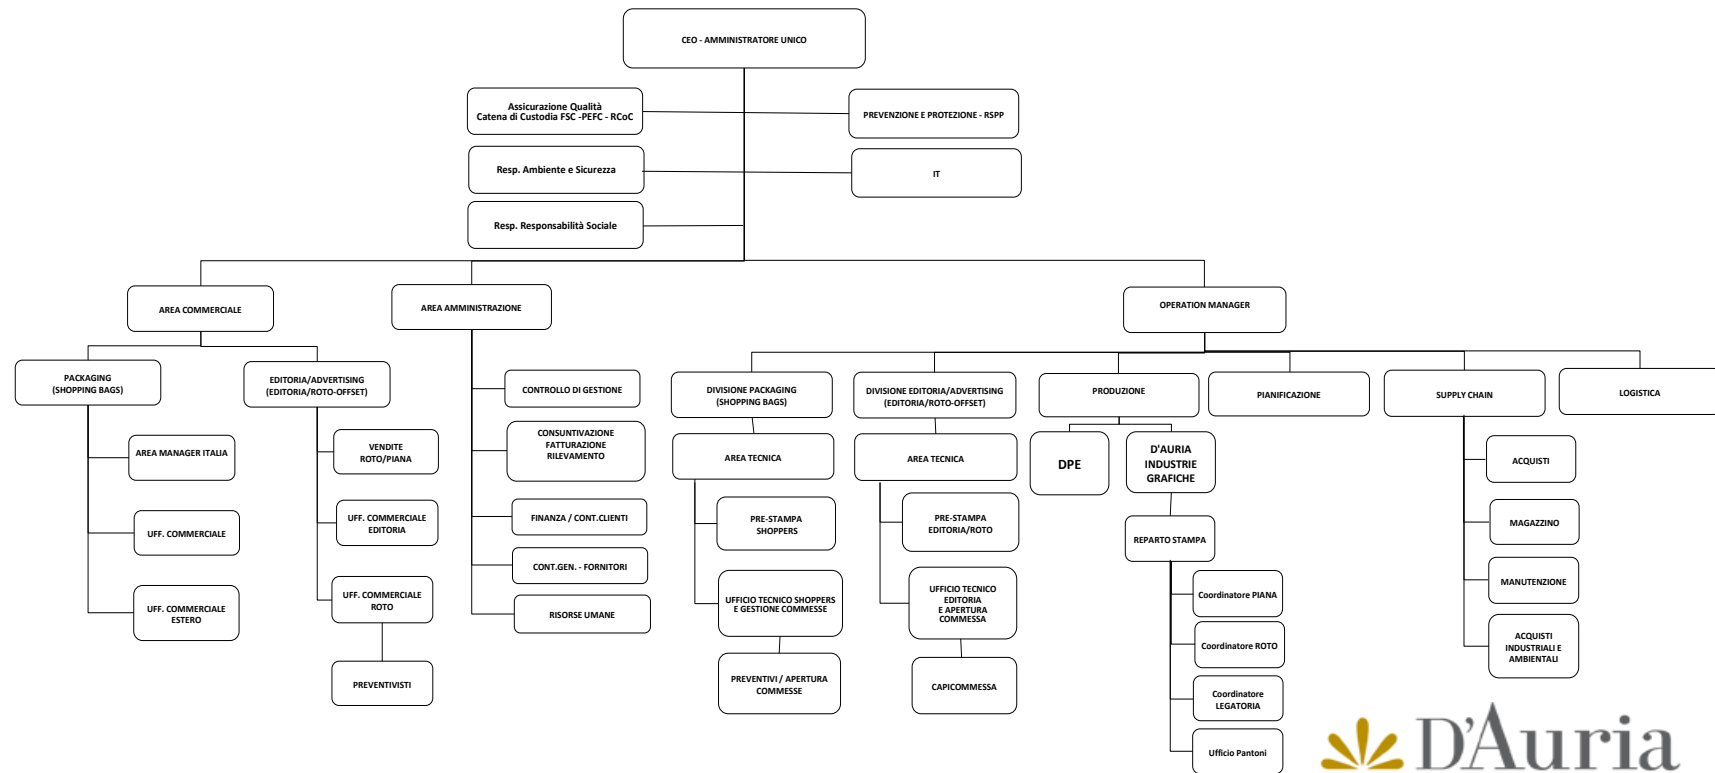 CEO - AMMINISTRATORE UNICO
Assicurazione Qualità
Catena di Custodia FSC -PEFC - RCoC
PREVENZIONE E PROTEZIONE - RSPP
Resp. Ambiente e Sicurezza
IT
Resp. Responsabilità Sociale
AREA COMMERCIALE
AREA AMMINISTRAZIONE
OPERATION MANAGER
PACKAGING
(SHOPPING BAGS)
EDITORIA/ADVERTISING
(EDITORIA/ROTO-OFFSET)
AREA MANAGER ITALIA
UFF. COMMERCIALE
UFF. COMMERCIALE
ESTERO
VENDITE
ROTO/PIANA
UFF. COMMERCIALE
EDITORIA
UFF. COMMERCIALE
ROTO
PREVENTIVISTI
CONTROLLO DI GESTIONE
CONSUNTIVAZIONE
FATTURAZIONE
RILEVAMENTO
FINANZA / CONT.CLIENTI
CONT.GEN. - FORNITORI
RISORSE UMANE
DIVISIONE PACKAGING
(SHOPPING BAGS)
AREA TECNICA
PRE-STAMPA
SHOPPERS
UFFICIO TECNICO SHOPPERS
E GESTIONE COMMESSE
PREVENTIVI / APERTURA
COMMESSE
DIVISIONE EDITORIA/ADVERTISING
(EDITORIA/ROTO-OFFSET)
AREA TECNICA
PRE-STAMPA
EDITORIA/ROTO
UFFICIO TECNICO
EDITORIA
E APERTURA
COMMESSA
CAPICOMMESSA
PRODUZIONE
DPE
D'AURIA
INDUSTRIE
GRAFICHE
REPARTO STAMPA
Coordinatore PIANA
Coordinatore ROTO
Coordinatore
LEGATORIA
Ufficio Pantoni
PIANIFICAZIONE
SUPPLY CHAIN
ACQUISTI
MAGAZZINO
MANUTENZIONE
ACQUISTI
INDUSTRIALI E
AMBIENTALI
LOGISTICA
D'Auria